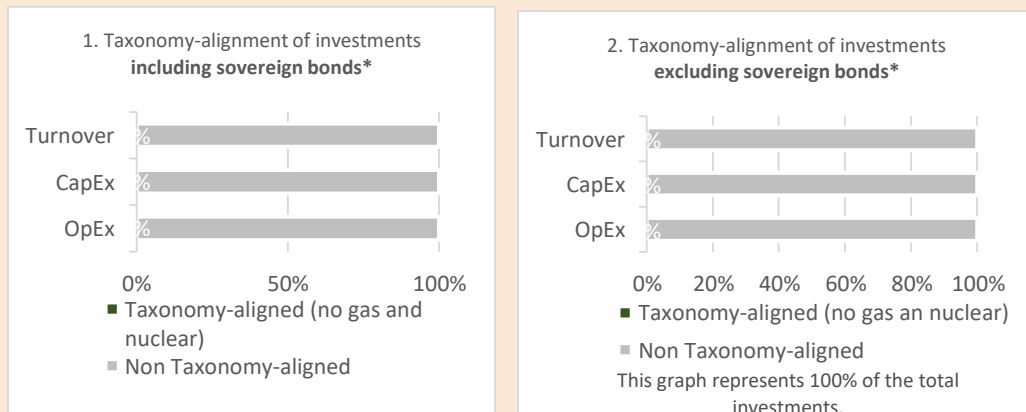 1. Taxonomy-alignment of investments
including sovereign bonds*
Turnover
%
CapEx
%
OpEx
%
0%
50%
100%
Taxonomy-aligned (no gas and
nuclear)
Non Taxonomy-aligned
2. Taxonomy-alignment of investments
excluding sovereign bonds*
Turnover
%
CapEx
%
OpEx
%
0%
20%
40%
60%
80%
100%
Taxonomy-aligned (no gas an nuclear)
Non Taxonomy-aligned
This graph represents 100% of the total
investments.